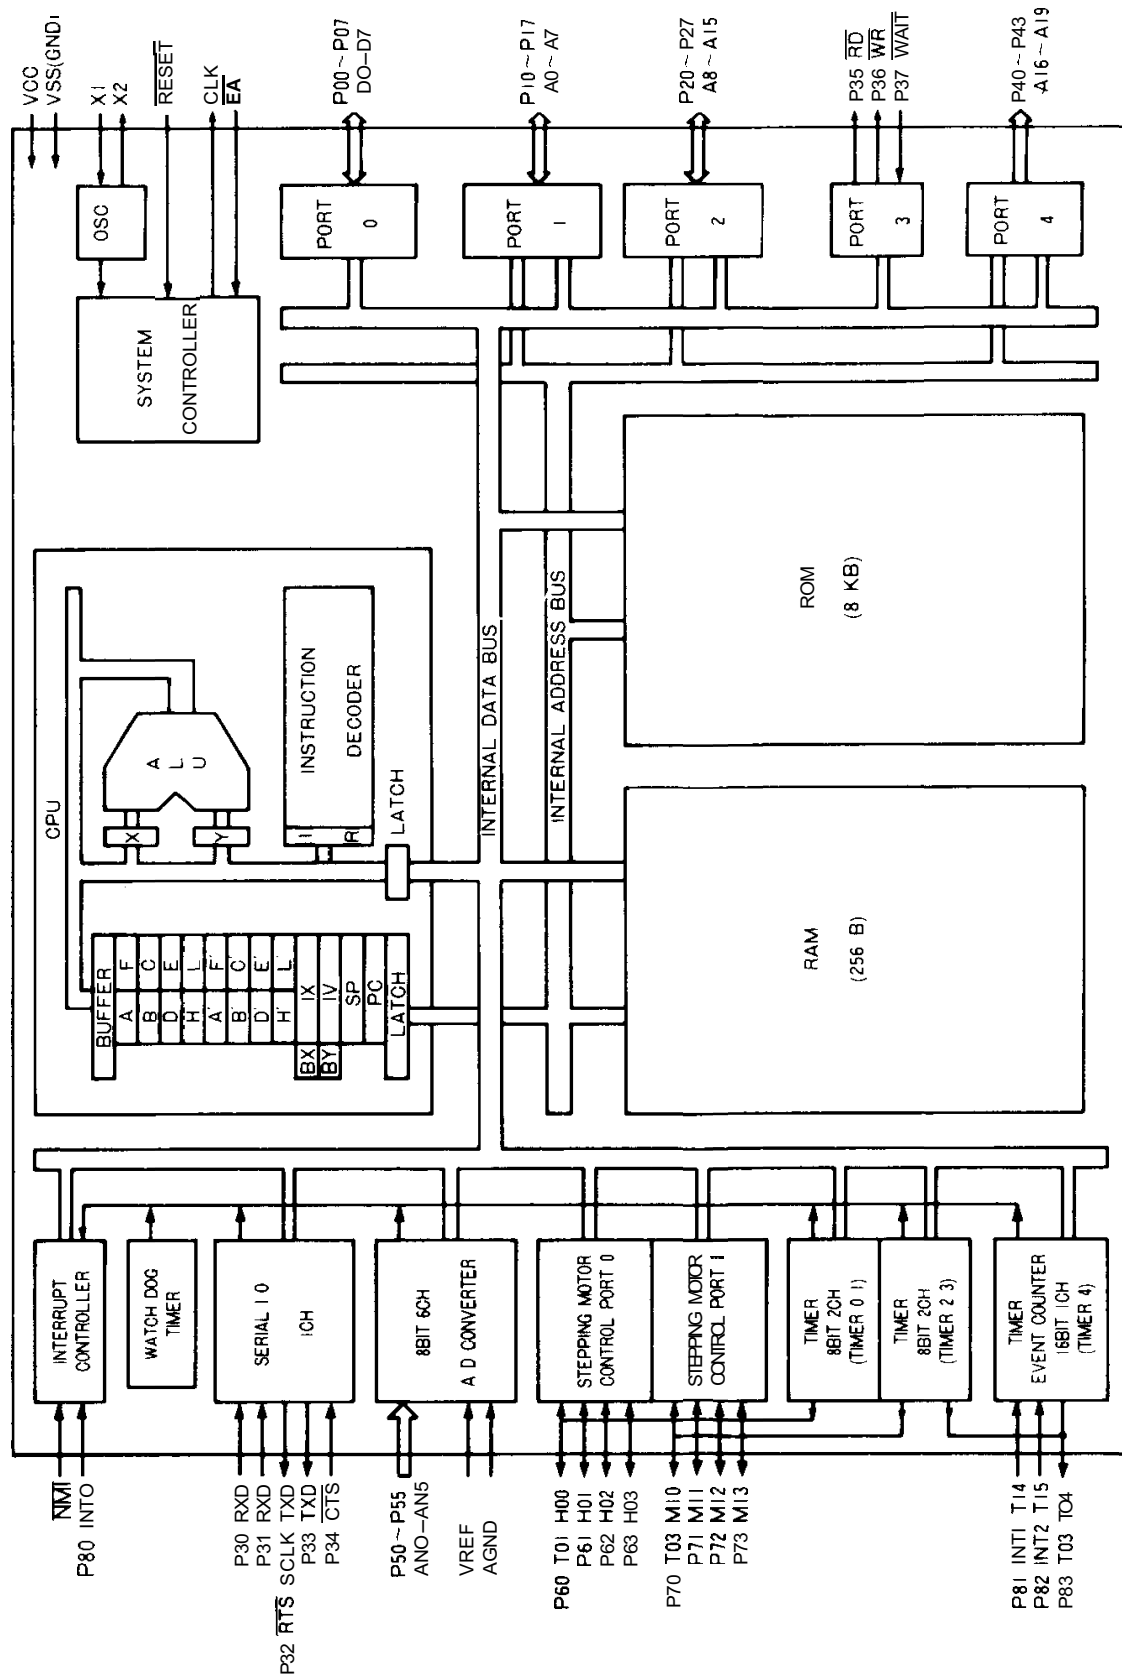 VCC
VSS(GND)
X1
X2
RESET
CLK
EA
P00~P07
DO–D7
P10~P17
A0~A7
P20~P27
A8~A15
P35 RD
P36 WR
P37 WAIT
P40~P43
A16~A19
OSC
SYSTEM
CONTROLLER
PORT
0
PORT
1
PORT
2
PORT
3
PORT
4
CPU
A
L
U
X
Y
INSTRUCTION
DECODER
I
R
LATCH
BUFFER
A F
B C
D E
H L
A' F'
B' C'
D' E'
H' L'
BX IX
BY IV
SP
PC
LATCH
INTERNAL DATA BUS
INTERNAL ADDRESS BUS
ROM
(8 KB)
RAM
(256 B)
INTERRUPT
CONTROLLER
WATCH DOG
TIMER
SERIAL I O
1CH
8BIT 6CH
A D CONVERTER
STEPPING MOTOR
CONTROL PORT 0
STEPPING MOTOR
CONTROL PORT 1
TIMER
8BIT 2CH
(TIMER 0 1)
TIMER
8BIT 2CH
(TIMER 2 3)
TIMER
EVENT COUNTER
16BIT 1CH
(TIMER 4)
NMI
P80 INTO
P30 RXD
P31 RXD
P32 RTS SCLK TXD
P33 TXD
P34 CTS
P50~P55
ANO–AN5
VREF
AGND
P60 T01 H00
P61 H01
P62 H02
P63 H03
P70 T03 M10
P71 M11
P72 M12
P73 M13
P81 INT1 T14
P82 INT2 T15
P83 T03 TO4